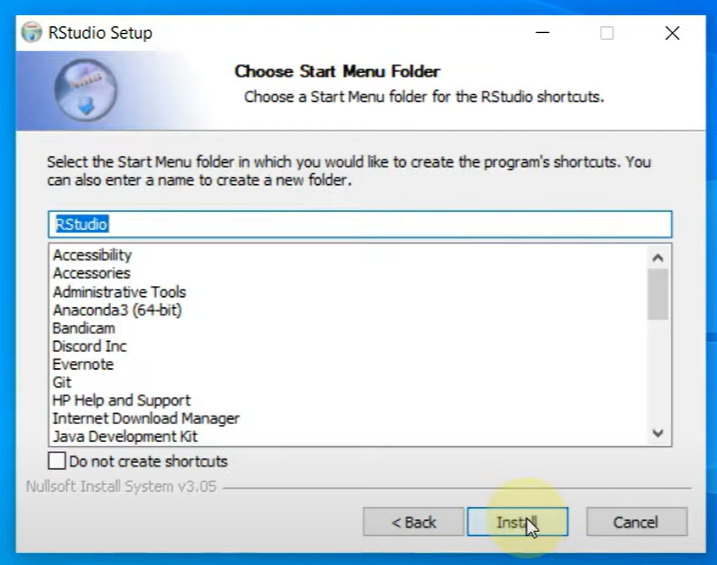 RStudio Setup
Choose Start Menu Folder
Choose a Start Menu folder for the RStudio shortcuts.
Select the Start Menu folder in which you would like to create the program's shortcuts. You
can also enter a name to create a new folder.
RStudio
Accessibility
Accessories
Administrative Tools
Anaconda3 (64-bit)
Bandicam
Discord Inc
Evernote
Git
HP Help and Support
Internet Download Manager
Java Development Kit
Do not create shortcuts
Nullsoft Install System v3.05
< Back Install Cancel